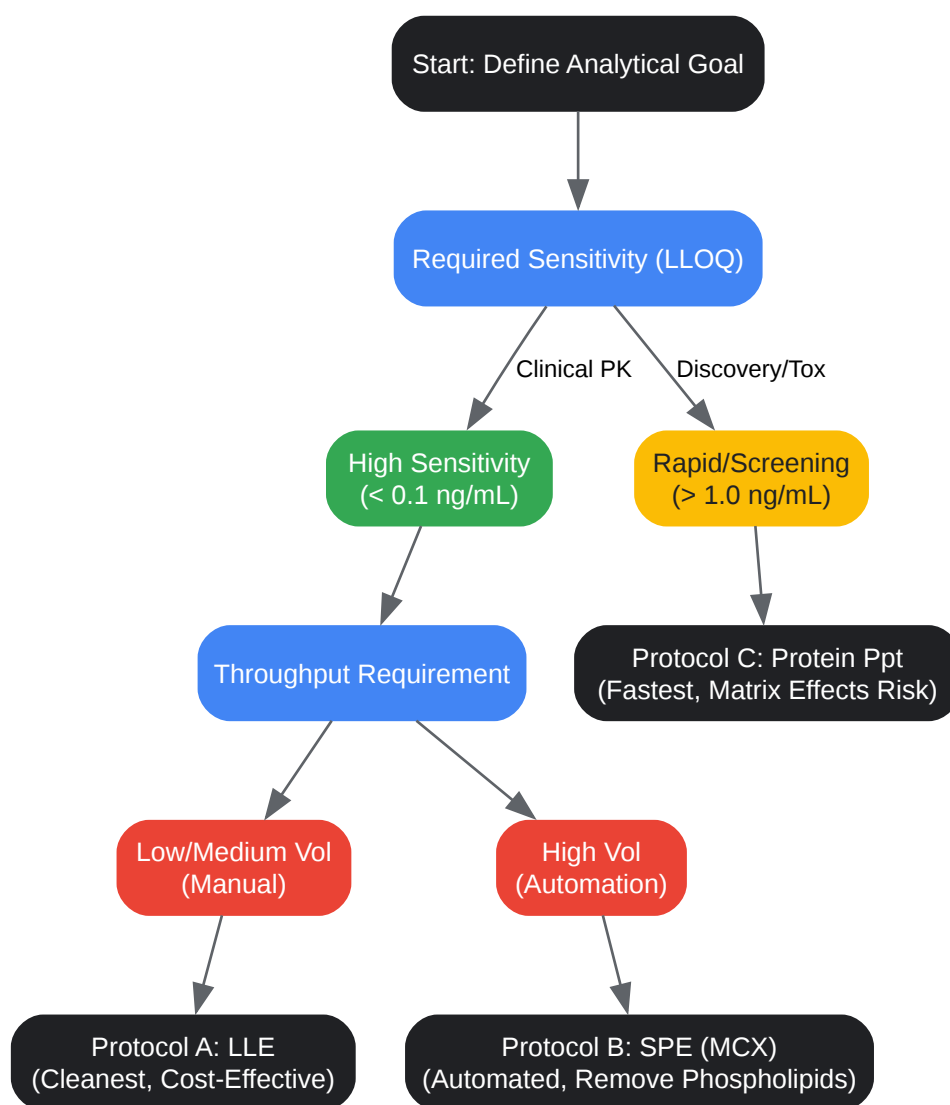 Start: Define Analytical Goal
Required Sensitivity (LLOQ)
Clinical PK
Discovery/Tox
High Sensitivity
(< 0.1 ng/mL)
Rapid/Screening
(> 1.0 ng/mL)
Throughput Requirement
Protocol C: Protein Ppt
(Fastest, Matrix Effects Risk)
Low/Medium Vol
(Manual)
High Vol
(Automation)
Protocol A: LLE
(Cleanest, Cost-Effective)
Protocol B: SPE (MCX)
(Automated, Remove Phospholipids)